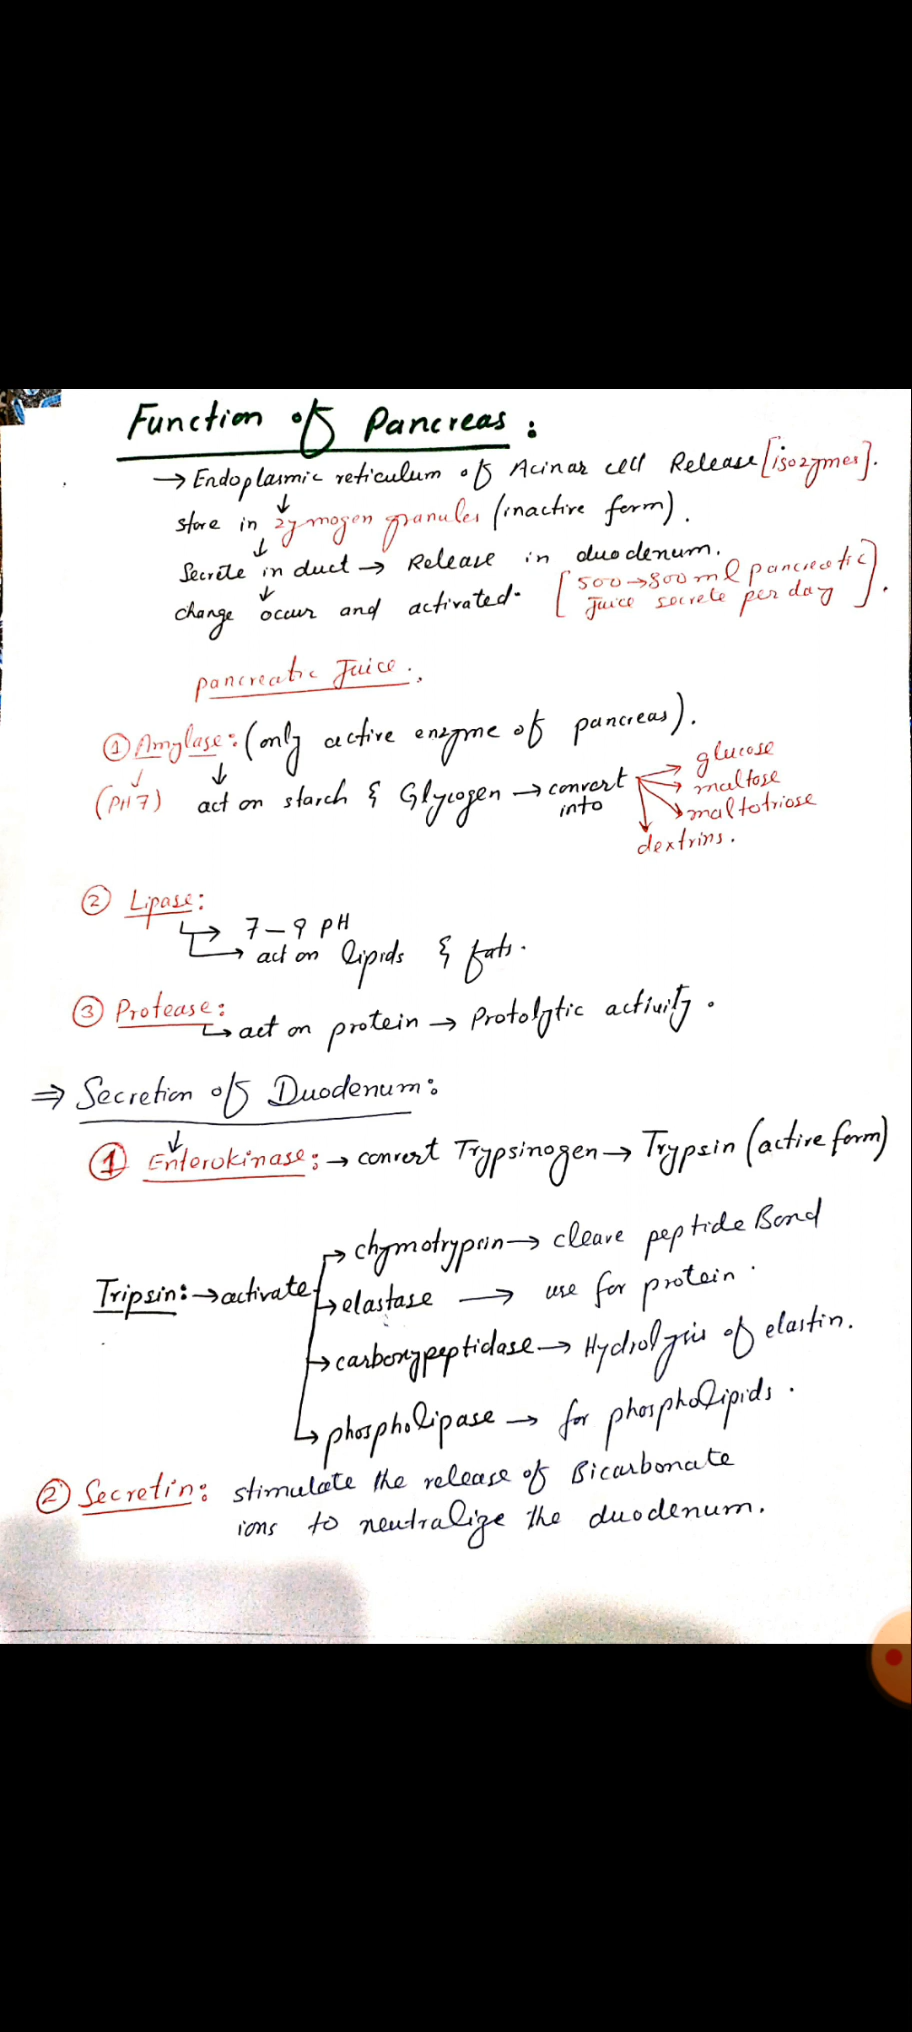 Function of Pancreas :
→ Endoplasmic reticulum of Acinar cell Release [isozymes].
↓
store in zymogen granules (inactive form).
↓
Secrete in duct → Release in duodenum.
↓
change occur and activated. [500→800 ml pancreatic
Juice secrete per day].
pancreatic Juice.
① Amylase: (only active enzyme of pancreas).
↓ ↓
(PH 7) act on starch & Glycogen → convert into → glucose
→ maltose
→ maltotriose
dextrins.
② Lipase:
→ 7-9 PH
→ act on lipids & fats.
③ Protease:
→ act on protein → Protolytic activity.
⇒ Secretion of Duodenum:
↓
① Enterokinase: → convert Trypsinogen → Trypsin (active form)
→ chymotrypsin → cleave peptide Bond
Tripsin: → activate → elastase → use for protein.
→ carboxypeptidase → Hydrolysis of elastin.
→ phospholipase → for phospholipids.
② Secretin: stimulate the release of Bicarbonate
ions to neutralize the duodenum.